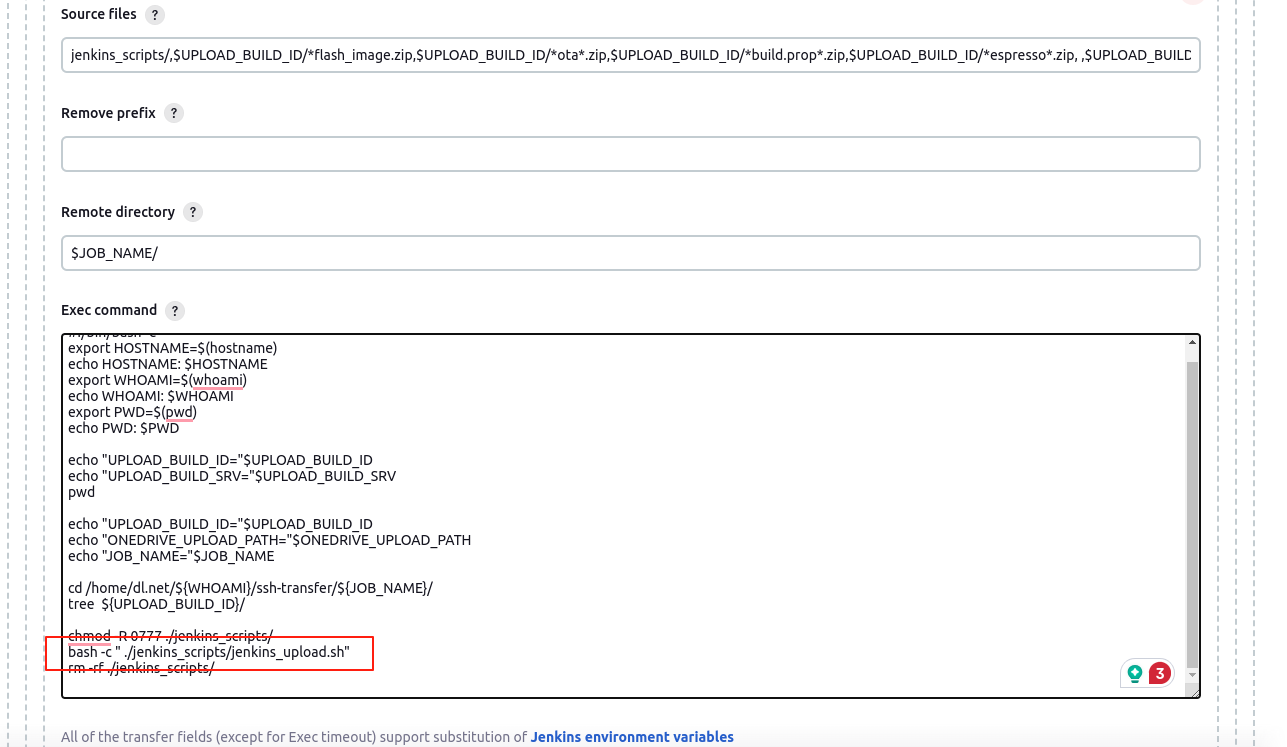 Source files ?
jenkins_scripts/,$UPLOAD_BUILD_ID/*flash_image.zip,$UPLOAD_BUILD_ID/*ota*.zip,$UPLOAD_BUILD_ID/*build.prop*.zip,$UPLOAD_BUILD_ID/*espresso*.zip, ,$UPLOAD_BUILD
Remove prefix ?
Remote directory ?
$JOB_NAME/
Exec command ?
export HOSTNAME=$(hostname)
echo HOSTNAME: $HOSTNAME
export WHOAMI=$(whoami)
echo WHOAMI: $WHOAMI
export PWD=$(pwd)
echo PWD: $PWD
echo "UPLOAD_BUILD_ID="$UPLOAD_BUILD_ID
echo "UPLOAD_BUILD_SRV="$UPLOAD_BUILD_SRV
pwd
echo "UPLOAD_BUILD_ID="$UPLOAD_BUILD_ID
echo "ONEDRIVE_UPLOAD_PATH="$ONEDRIVE_UPLOAD_PATH
echo "JOB_NAME="$JOB_NAME
cd /home/dl.net/${WHOAMI}/ssh-transfer/${JOB_NAME}/
tree  ${UPLOAD_BUILD_ID}/
chmod -R 0777 ./jenkins_scripts/
bash -c " ./jenkins_scripts/jenkins_upload.sh"
rm -rf ./jenkins_scripts/
3
All of the transfer fields (except for Exec timeout) support substitution of Jenkins environment variables